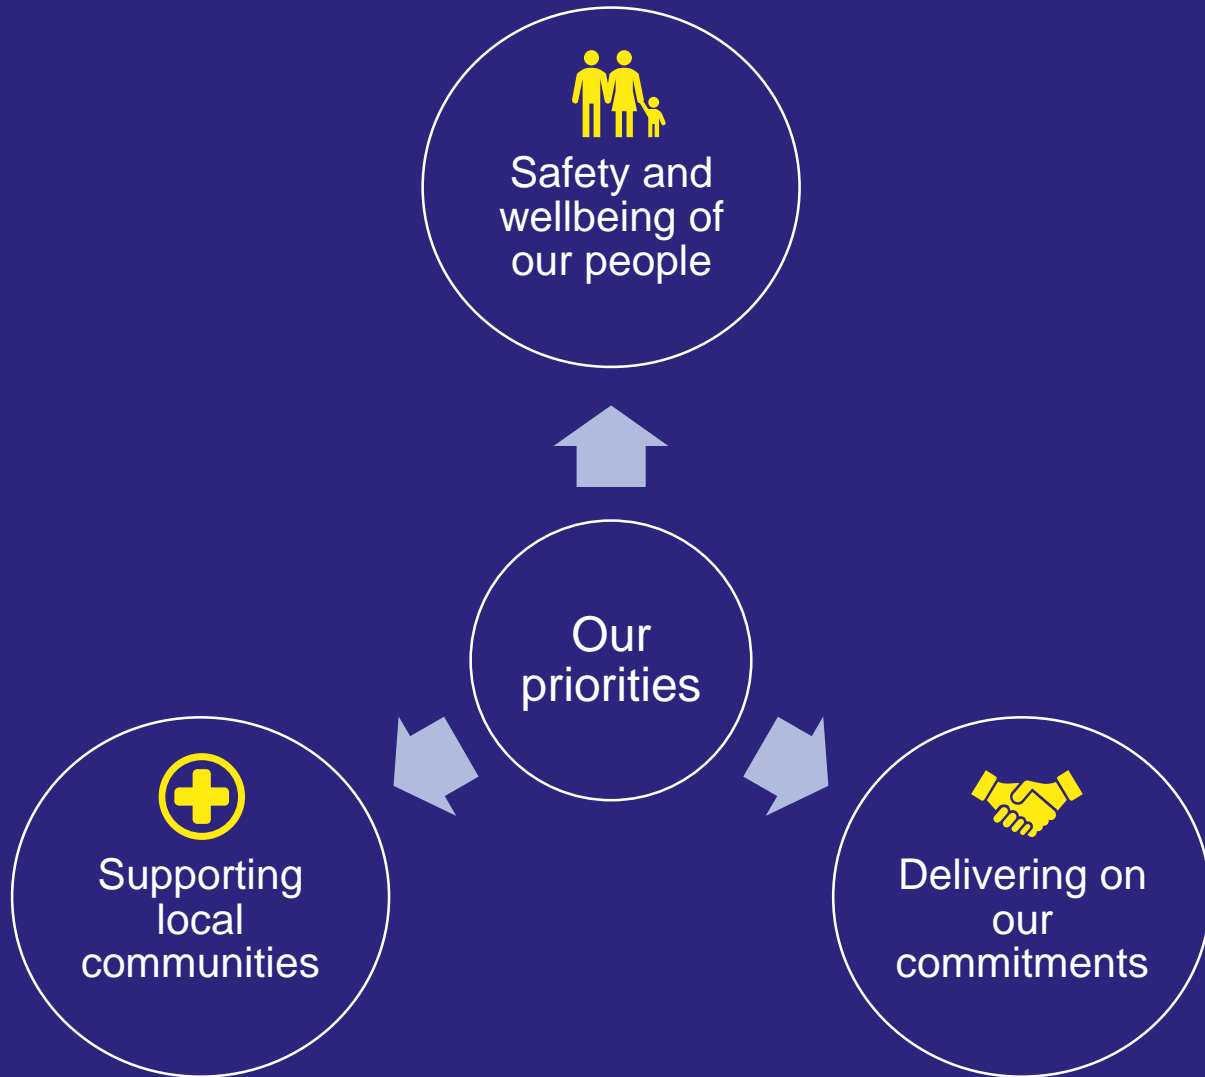 Safety and
wellbeing of
our people
Our
priorities
Supporting
local
communities
Delivering on
our
commitments